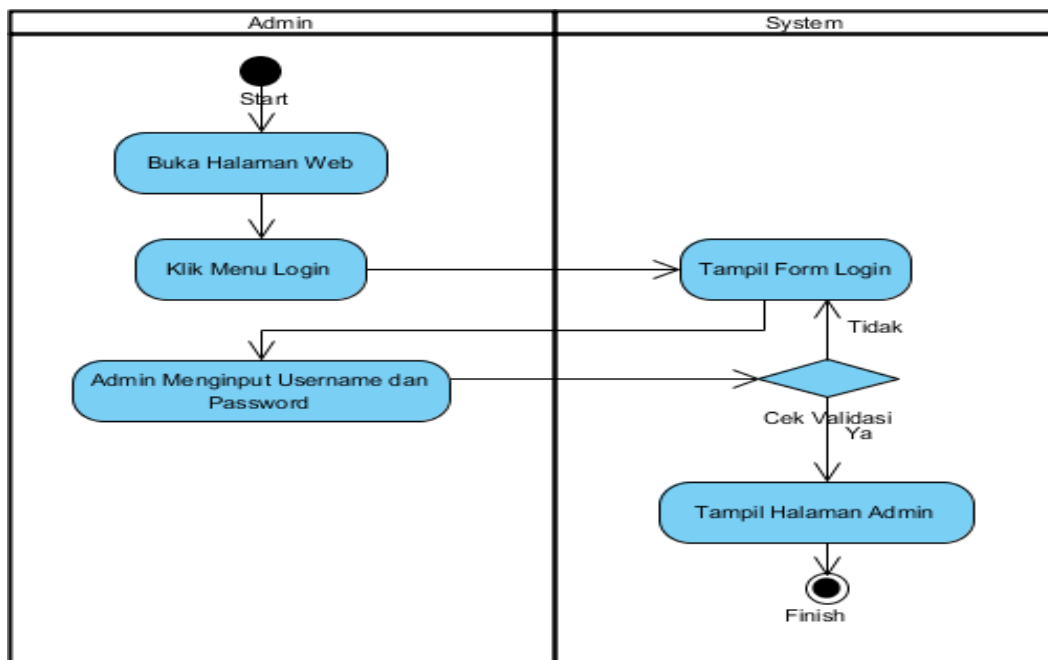 Admin
System
Start
Buka Halaman Web
Klik Menu Login
Tampil Form Login
Tidak
Admin Menginput Username dan
Password
Cek Validasi
Ya
Tampil Halaman Admin
Finish